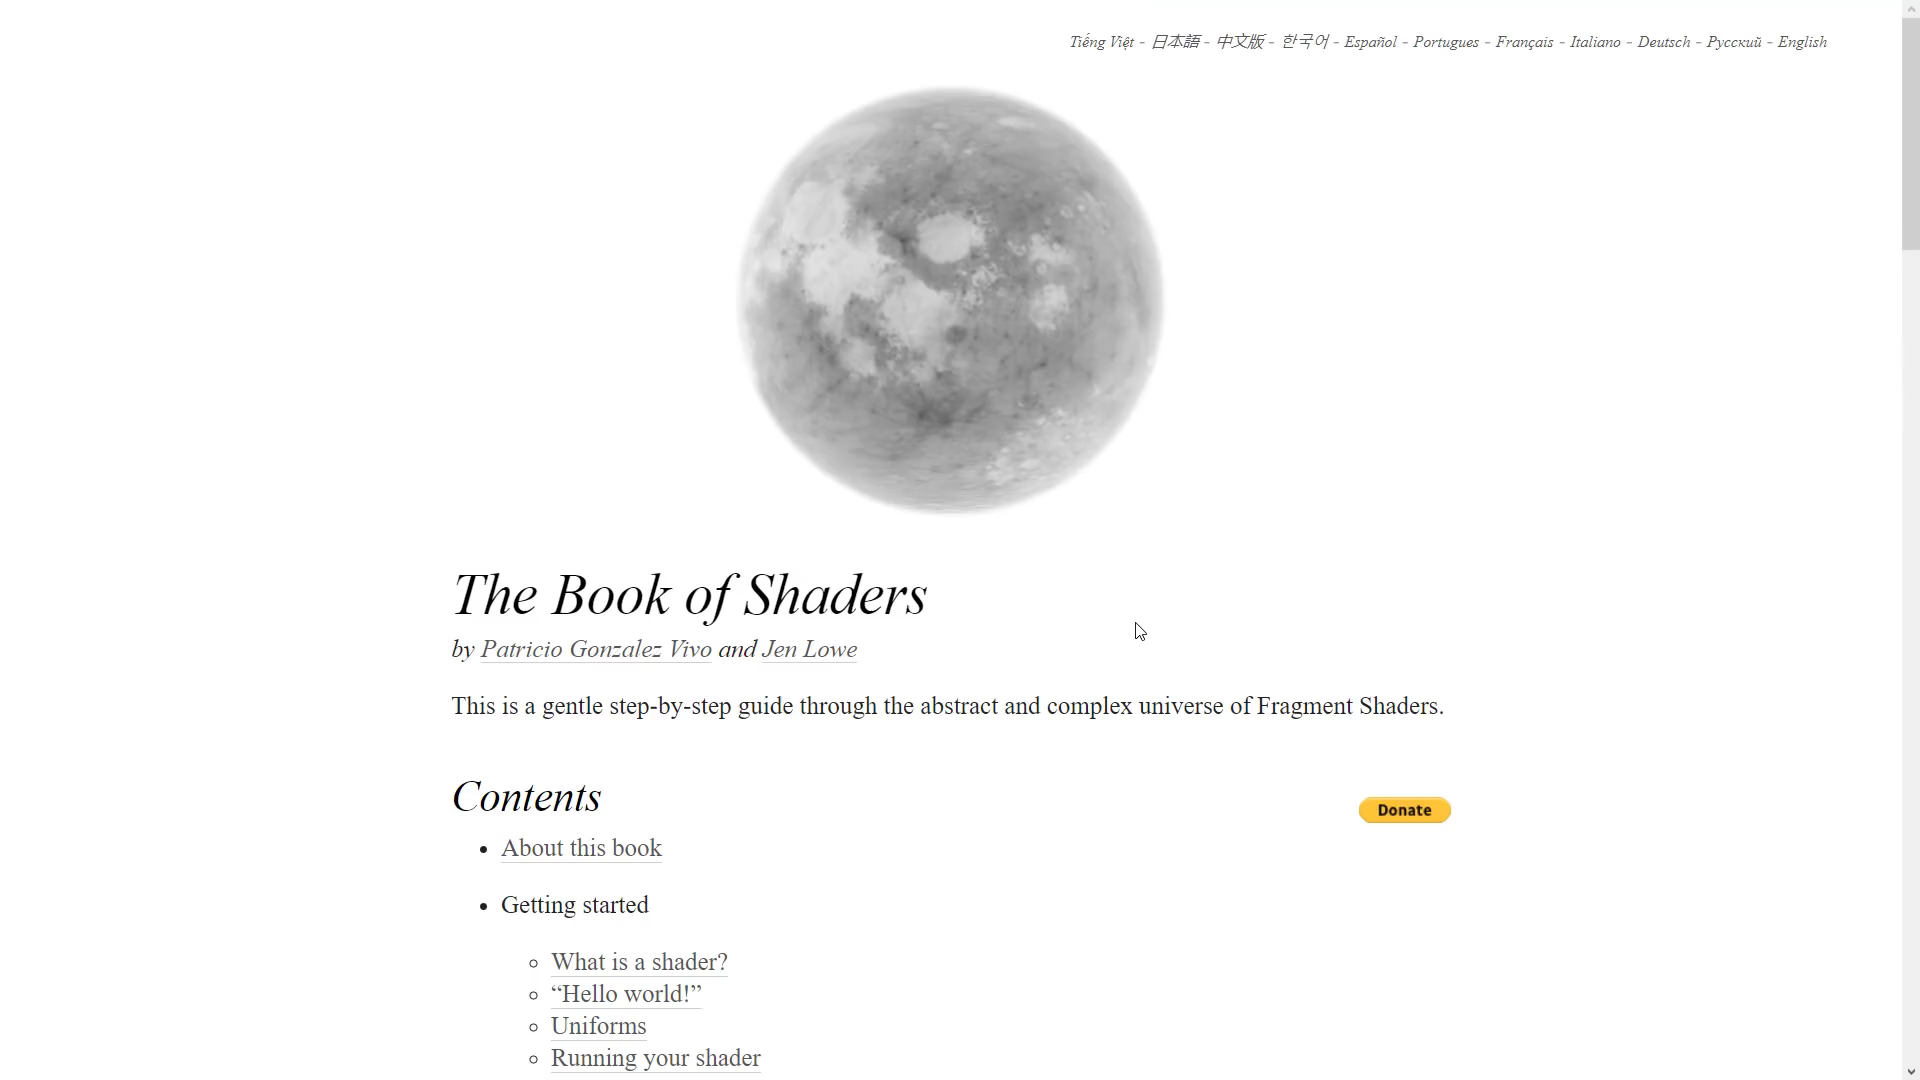 Tiếng Việt - 日本語 - 中文版 - 한국어 - Español - Portugues - Français - Italiano - Deutsch - Русский - English
The Book of Shaders
by Patricio Gonzalez Vivo and Jen Lowe
This is a gentle step-by-step guide through the abstract and complex universe of Fragment Shaders.
Contents
Donate
About this book
Getting started
What is a shader?
“Hello world!”
Uniforms
Running your shader